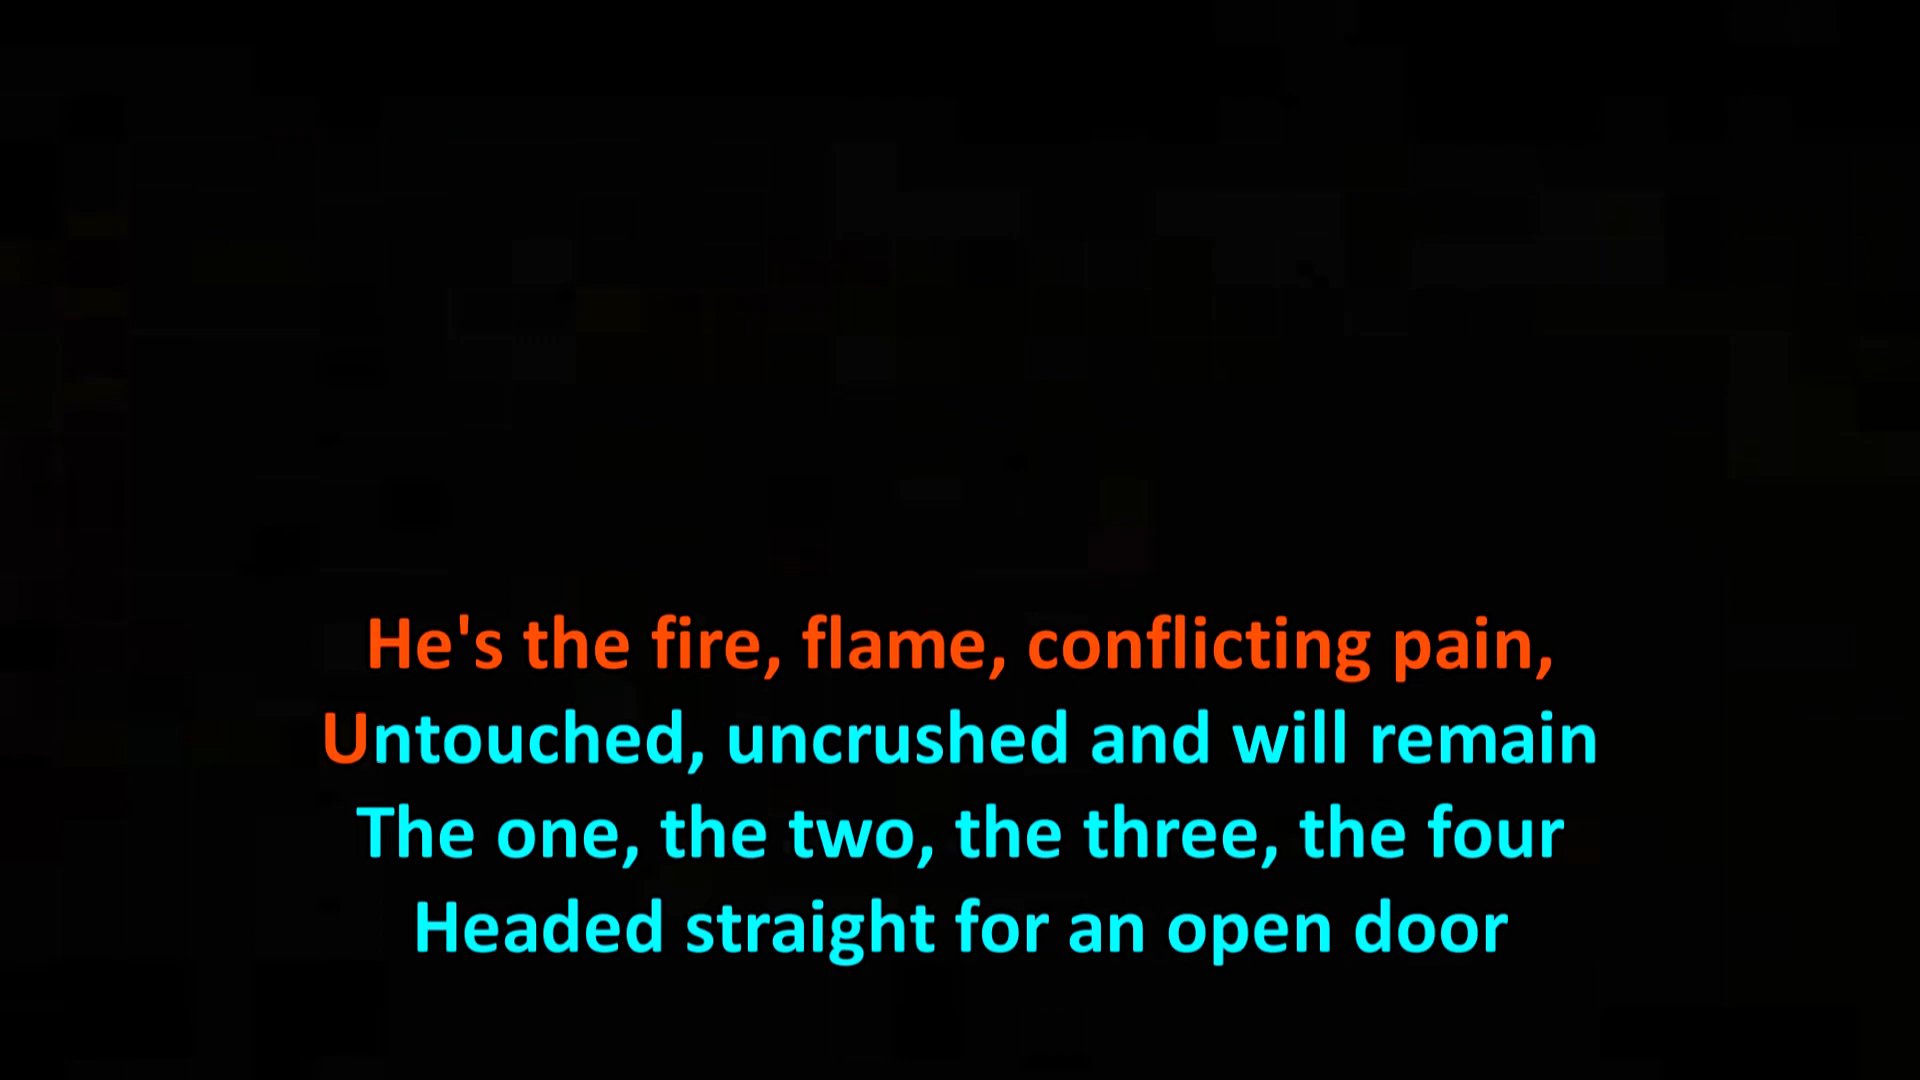 He's the fire, flame, conflicting pain,
Untouched, uncrushed and will remain
The one, the two, the three, the four
Headed straight for an open door